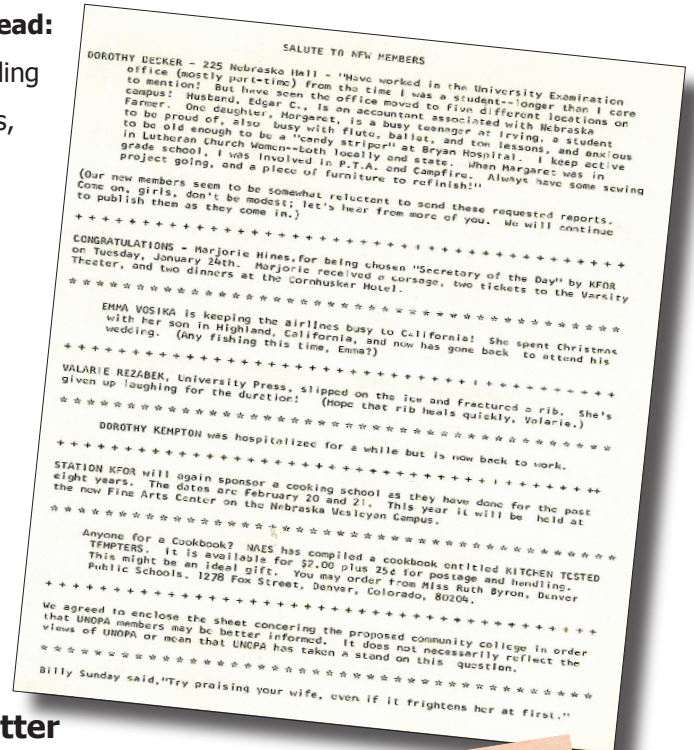 ead:
ling
s,
SALUTE TO NEW MEMBERS
DOROTHY DECKER - 225 Nebraska Hall - "Have worked in the University Examination
office (mostly part-time) from the time I was a student--longer than I care
to mention! But have seen the office moved to five different locations on
campus! Husband, Edgar C., is an accountant associated with Nebraska
Farmer. One daughter, Margaret, is a busy teenager at Irving, a student
to be proud of, also busy with flute, ballet, and tom lessons, and anxious
to be old enough to be a "candy striper" at Bryan Hospital. I keep active
in Lutheran Church Women--both locally and state. When Margaret was in
grade school, I was involved in P.T.A. and Campfire. Always have some sewing
project going, and a piece of furniture to refinish!"
(Our new members seem to be somewhat reluctant to send these requested reports.
Come on, girls, don't be modest; let's hear from more of you. We will continue
to publish them as they come in.)
CONGRATULATIONS - Marjorie Hines, for being chosen "Secretary of the Day" by KFOR
on Tuesday, January 24th. Marjorie received a corsage, two tickets to the Varsity
Theater, and two dinners at the Cornhusker Hotel.
EMMA VOSIKA is keeping the airlines busy to California! She spent Christmas
with her son in Highland, California, and now has gone back to attend his
wedding. (Any fishing this time, Emma?)
VALARIE REZABEK, University Press, slipped on the ice and fractured a rib. She's
given up laughing for the duration! (Hope that rib heals quickly, Valarie.)
DOROTHY KEMPTON was hospitalized for a while but is now back to work.
STATION KFOR will again sponsor a cooking school as they have done for the past
eight years. The dates are February 20 and 21. This year it will be held at
the now Fine Arts Center on the Nebraska Wesleyan Campus.
Anyone for a Cookbook? NAES has compiled a cookbook entitled KITCHEN TESTED
TEMPTERS. It is available for $2.00 plus 25¢ for postage and handling.
This might be an ideal gift. You may order from Miss Ruth Byron, Denver
Public Schools, 1278 Fox Street, Denver, Colorado, 80204.
We agreed to enclose the sheet concering the proposed community college in order
that UNOPA members may be better informed. It does not necessarily reflect the
views of UNOPA or mean that UNOPA has taken a stand on this question.
Billy Sunday said,"Try praising your wife, even if it frightens her at first."
tter